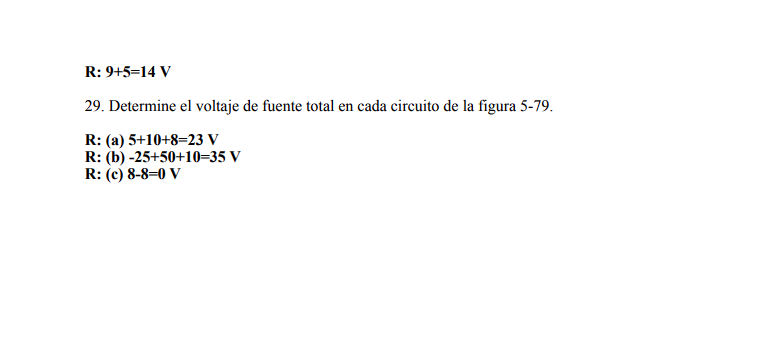 R: 9+5=14 V
29. Determine el voltaje de fuente total en cada circuito de la figura 5-79.
R: (a) 5+10+8=23 V
R: (b) -25+50+10=35 V
R: (c) 8-8=0 V